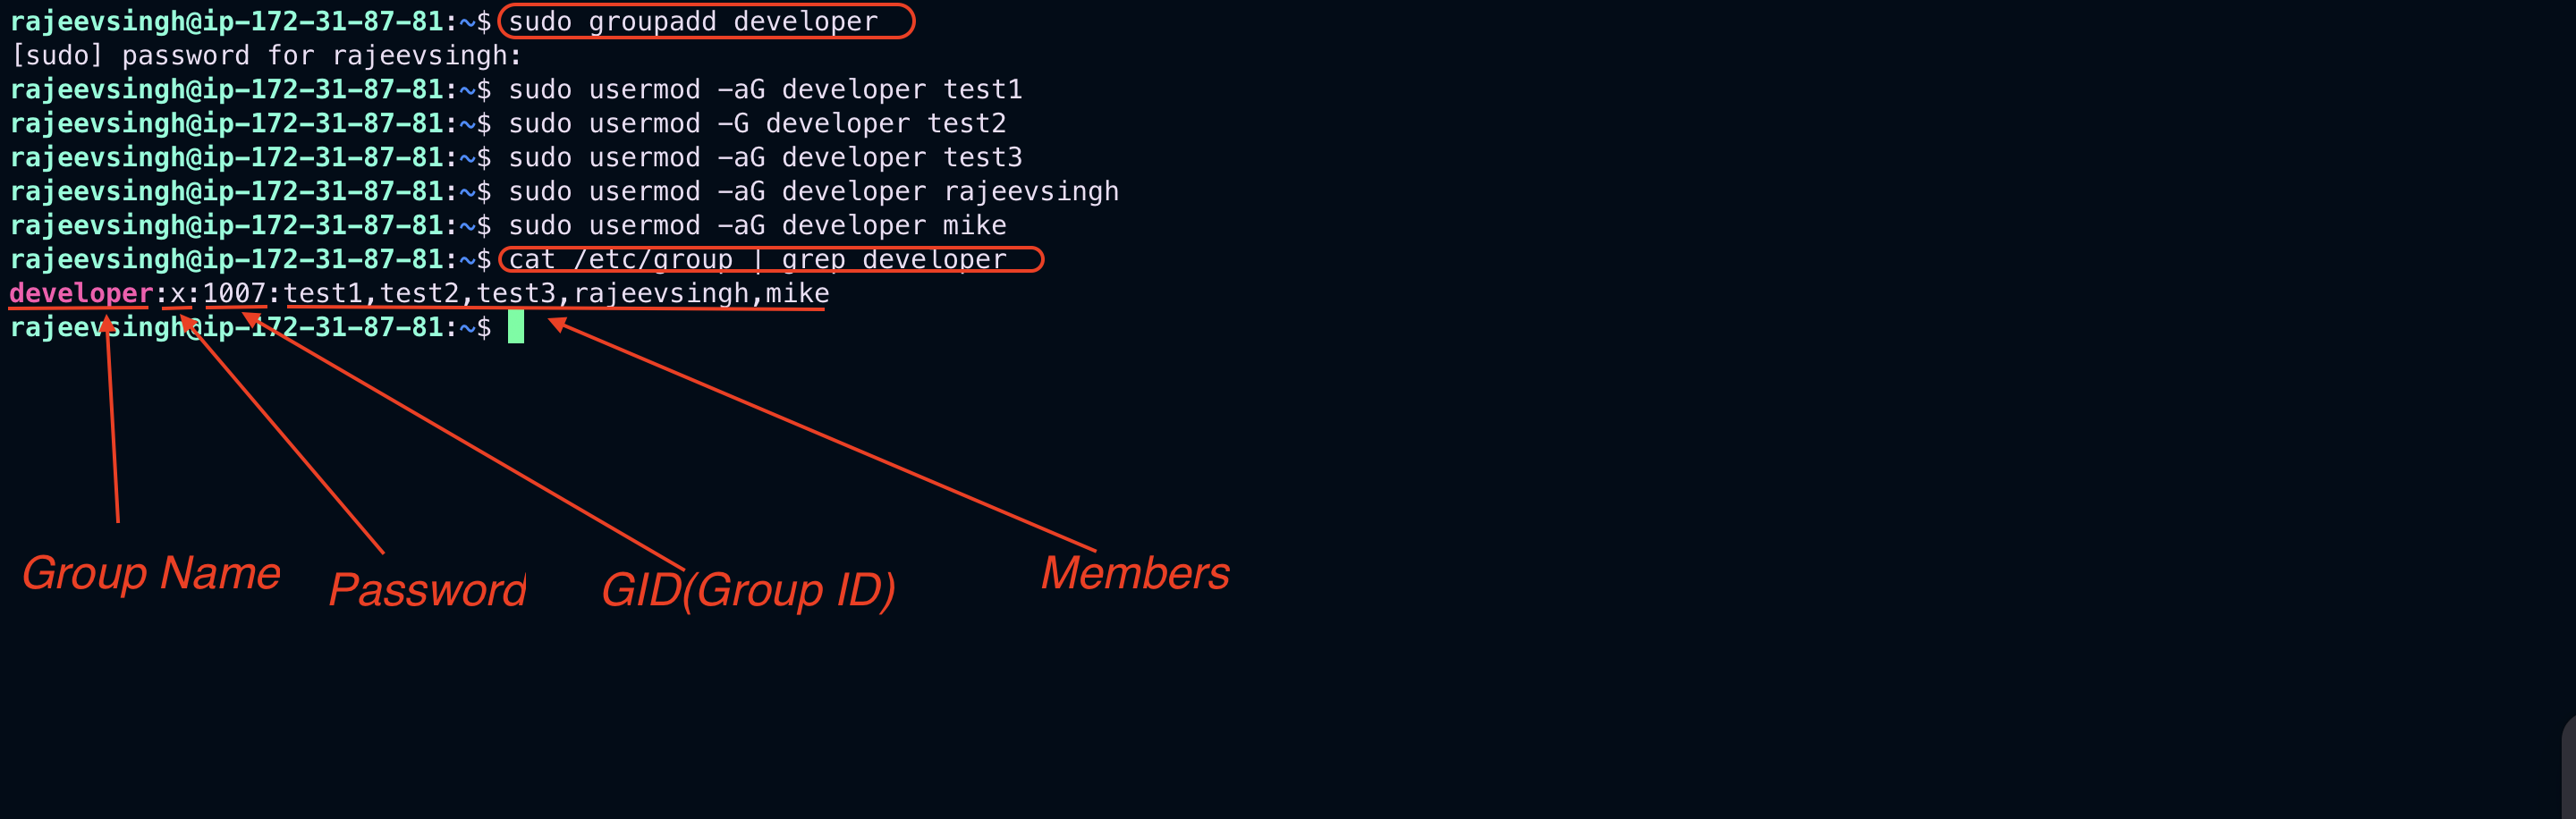 rajeevsingh@ip-172-31-87-81:~$ sudo groupadd developer
[sudo] password for rajeevsingh:
rajeevsingh@ip-172-31-87-81:~$ sudo usermod -aG developer test1
rajeevsingh@ip-172-31-87-81:~$ sudo usermod -G developer test2
rajeevsingh@ip-172-31-87-81:~$ sudo usermod -aG developer test3
rajeevsingh@ip-172-31-87-81:~$ sudo usermod -aG developer rajeevsingh
rajeevsingh@ip-172-31-87-81:~$ sudo usermod -aG developer mike
rajeevsingh@ip-172-31-87-81:~$ cat /etc/group | grep developer
developer:x:1007:test1,test2,test3,rajeevsingh,mike
rajeevsingh@ip-172-31-87-81:~$
Group Name
Password
GID(Group ID)
Members